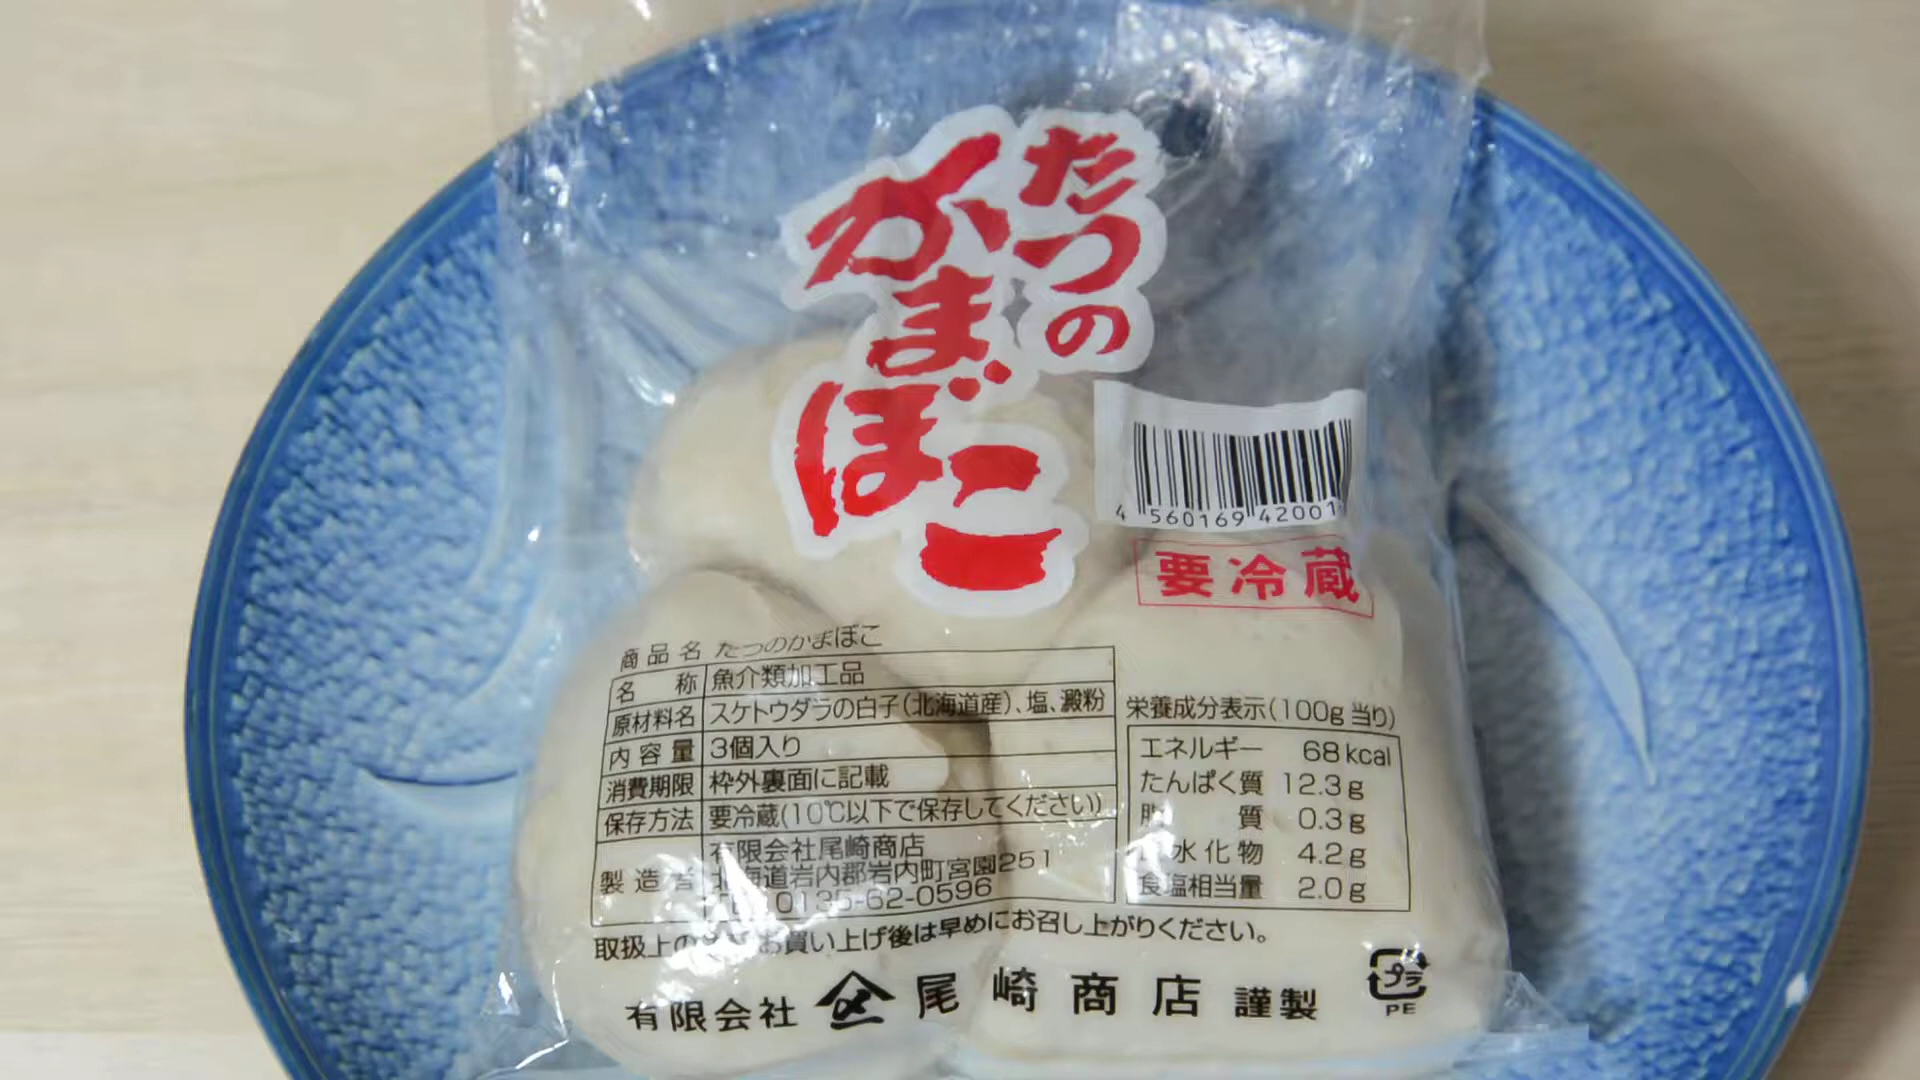 たつの
かまぼこ
4 560169 42001
要冷蔵
商品名 たつのかまぼこ
名 称 魚介類加工品
原材料名 スケトウダラの白子(北海道産)、塩、澱粉
内容量 3個入り
消費期限 枠外裏面に記載
保存方法 要冷蔵(10℃以下で保存してください)
製造者 有限会社尾崎商店
北海道岩内郡岩内町宮園251
0135-62-0596
栄養成分表示(100g当り)
エネルギー 68kcal
たんぱく質 12.3g
脂 質 0.3g
水化物 4.2g
食塩相当量 2.0g
取扱上の お買い上げ後は早めにお召し上がりください。
有限会社 尾崎商店 謹製
プラ
PE